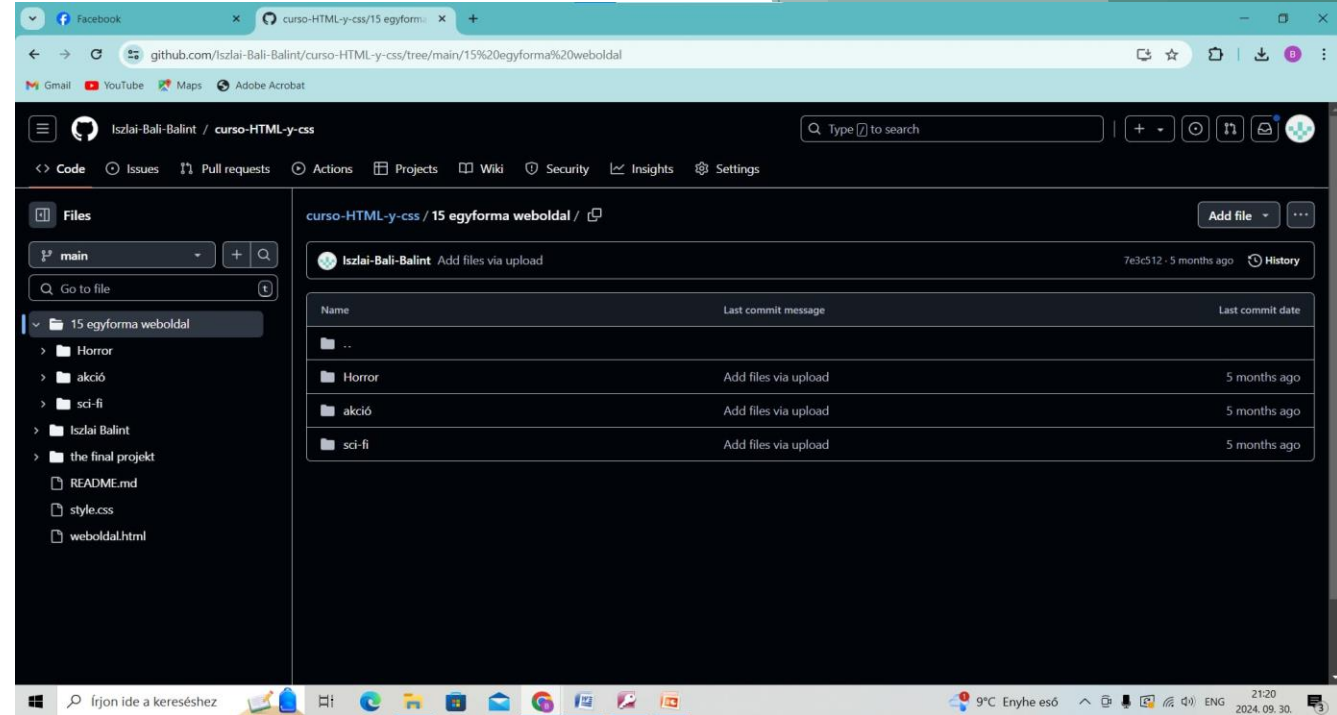 Facebook
curso-HTML-y-css/15 egyforma
github.com/Iszlai-Bali-Balint/curso-HTML-y-css/tree/main/15%20egyforma%20weboldal
B
Gmail YouTube Maps Adobe Acrobat
Iszlai-Bali-Balint / curso-HTML-y-css
Type / to search
Code Issues Pull requests Actions Projects Wiki Security Insights Settings
Files
curso-HTML-y-css / 15 egyforma weboldal /
Add file
main
Iszlai-Bali-Balint Add files via upload
7e3c512 · 5 months ago History
Go to file t
Name Last commit message Last commit date
15 egyforma weboldal
..
Horror
akció
sci-fi
Iszlai Balint
the final projekt
README.md
style.css
weboldal.html
Horror Add files via upload 5 months ago
akció Add files via upload 5 months ago
sci-fi Add files via upload 5 months ago
Írjon ide a kereséshez
9°C Enyhe eső
ENG
21:20
2024. 09. 30.
3